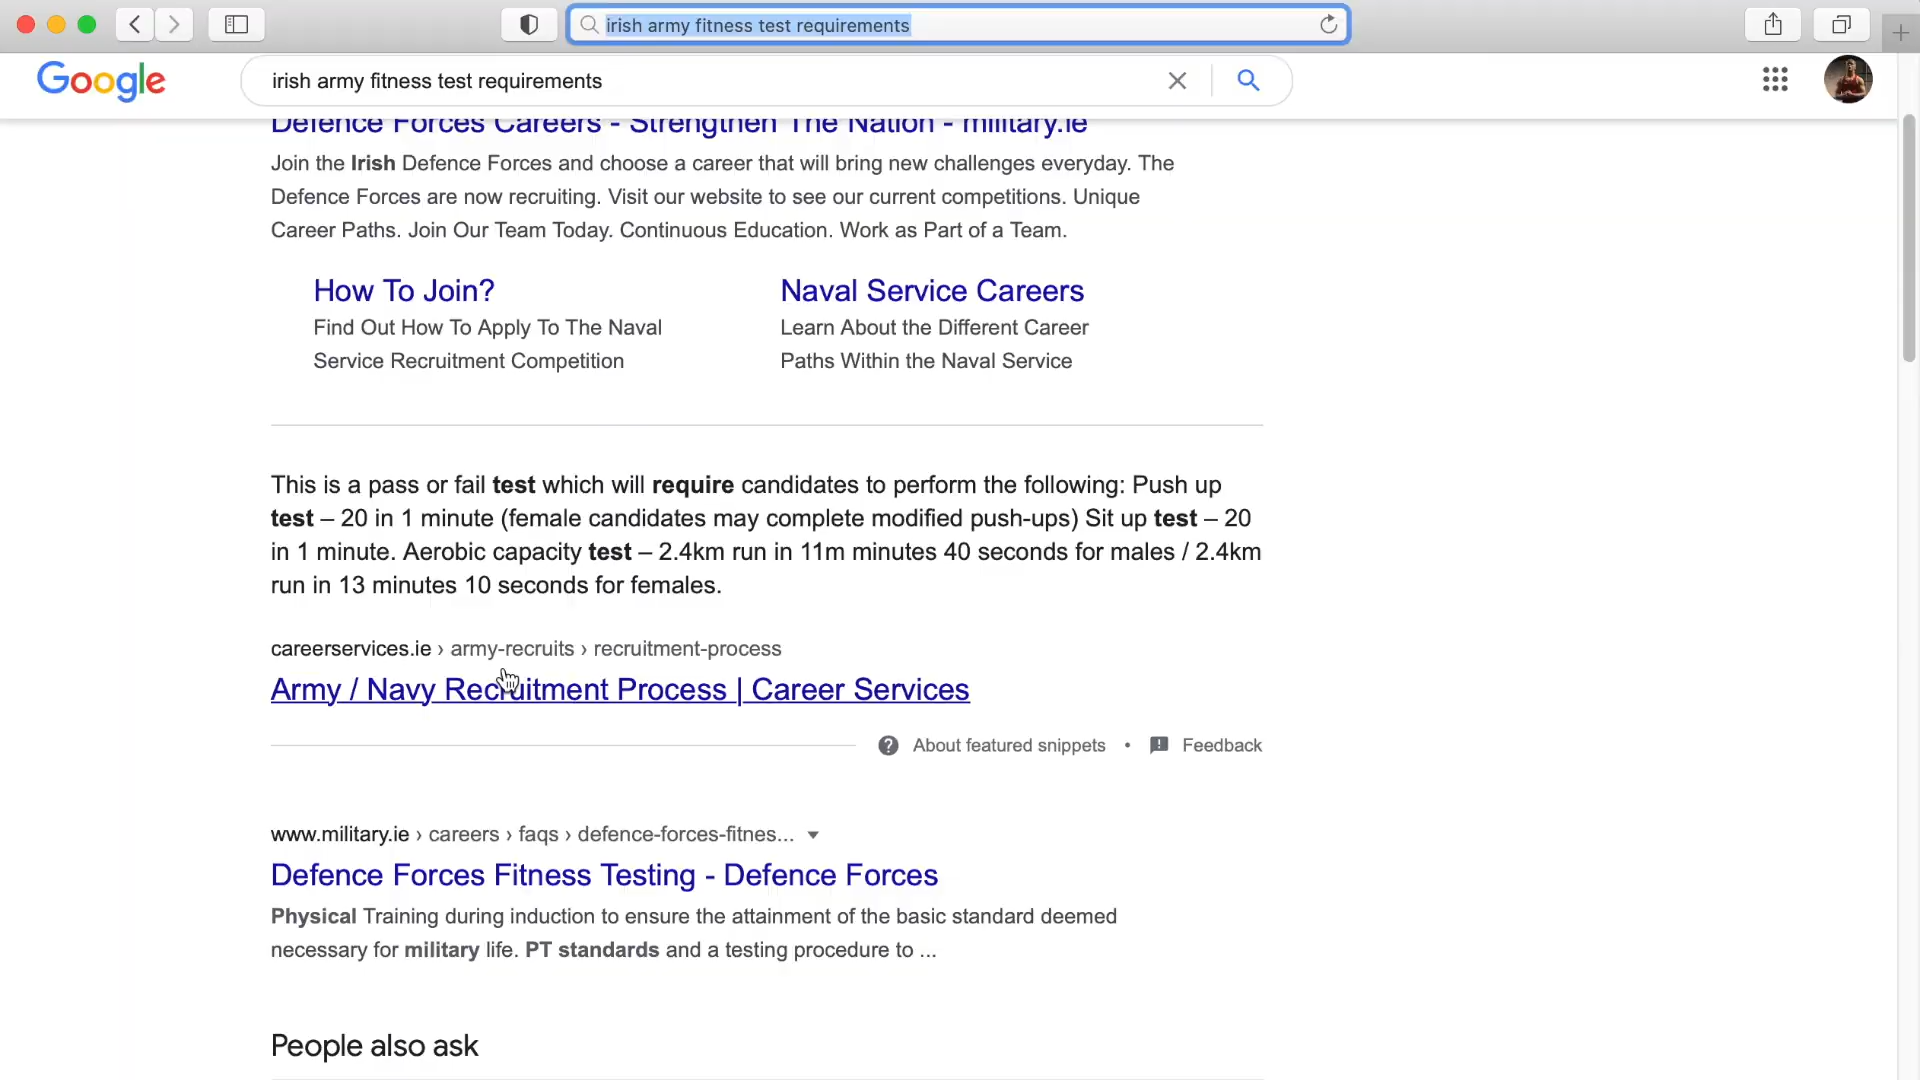 irish army fitness test requirements
Google
irish army fitness test requirements
Defence Forces Careers - Strengthen The Nation - military.ie
Join the Irish Defence Forces and choose a career that will bring new challenges everyday. The
Defence Forces are now recruiting. Visit our website to see our current competitions. Unique
Career Paths. Join Our Team Today. Continuous Education. Work as Part of a Team.
How To Join?
Find Out How To Apply To The Naval
Service Recruitment Competition
Naval Service Careers
Learn About the Different Career
Paths Within the Naval Service
This is a pass or fail test which will require candidates to perform the following: Push up
test – 20 in 1 minute (female candidates may complete modified push-ups) Sit up test – 20
in 1 minute. Aerobic capacity test – 2.4km run in 11m minutes 40 seconds for males / 2.4km
run in 13 minutes 10 seconds for females.
careerservices.ie › army-recruits › recruitment-process
Army / Navy Recruitment Process | Career Services
About featured snippets • Feedback
www.military.ie › careers › faqs › defence-forces-fitnes...
Defence Forces Fitness Testing - Defence Forces
Physical Training during induction to ensure the attainment of the basic standard deemed
necessary for military life. PT standards and a testing procedure to ...
People also ask